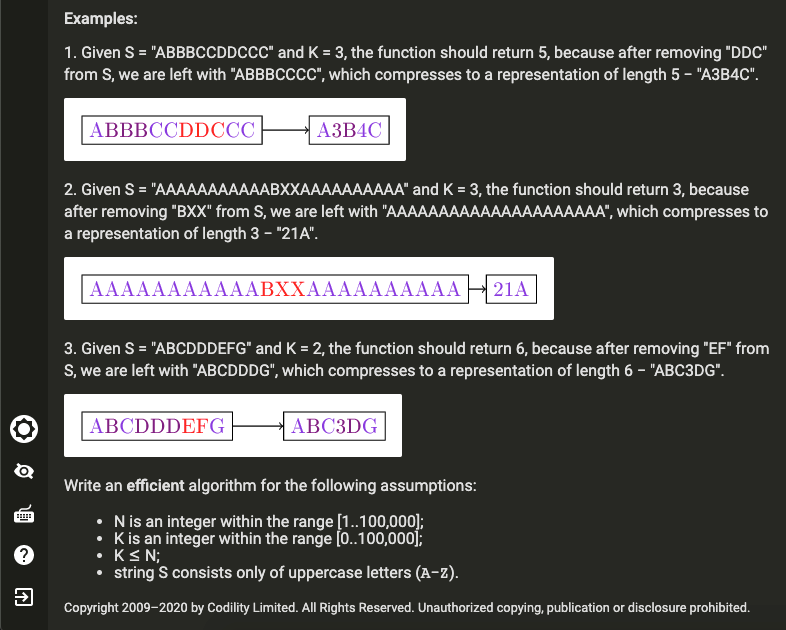 Examples:
1. Given S = "ABBBCCDDCCC" and K = 3, the function should return 5, because after removing "DDC"
from S, we are left with "ABBBCCCC", which compresses to a representation of length 5 − "A3B4C".
ABBBCCDDCCC A3B4C
2. Given S = "AAAAAAAAAAABXXAAAAAAAAAA" and K = 3, the function should return 3, because
after removing "BXX" from S, we are left with "AAAAAAAAAAAAAAAAAAAAA", which compresses to
a representation of length 3 − "21A".
AAAAAAAAAAABXXAAAAAAAAAA 21A
3. Given S = "ABCDDDEFG" and K = 2, the function should return 6, because after removing "EF" from
S, we are left with "ABCDDDG", which compresses to a representation of length 6 − "ABC3DG".
ABCDDDEFG ABC3DG
Write an efficient algorithm for the following assumptions:
• N is an integer within the range [1..100,000];
• K is an integer within the range [0..100,000];
• K ≤ N;
• string S consists only of uppercase letters (A−Z).
Copyright 2009–2020 by Codility Limited. All Rights Reserved. Unauthorized copying, publication or disclosure prohibited.